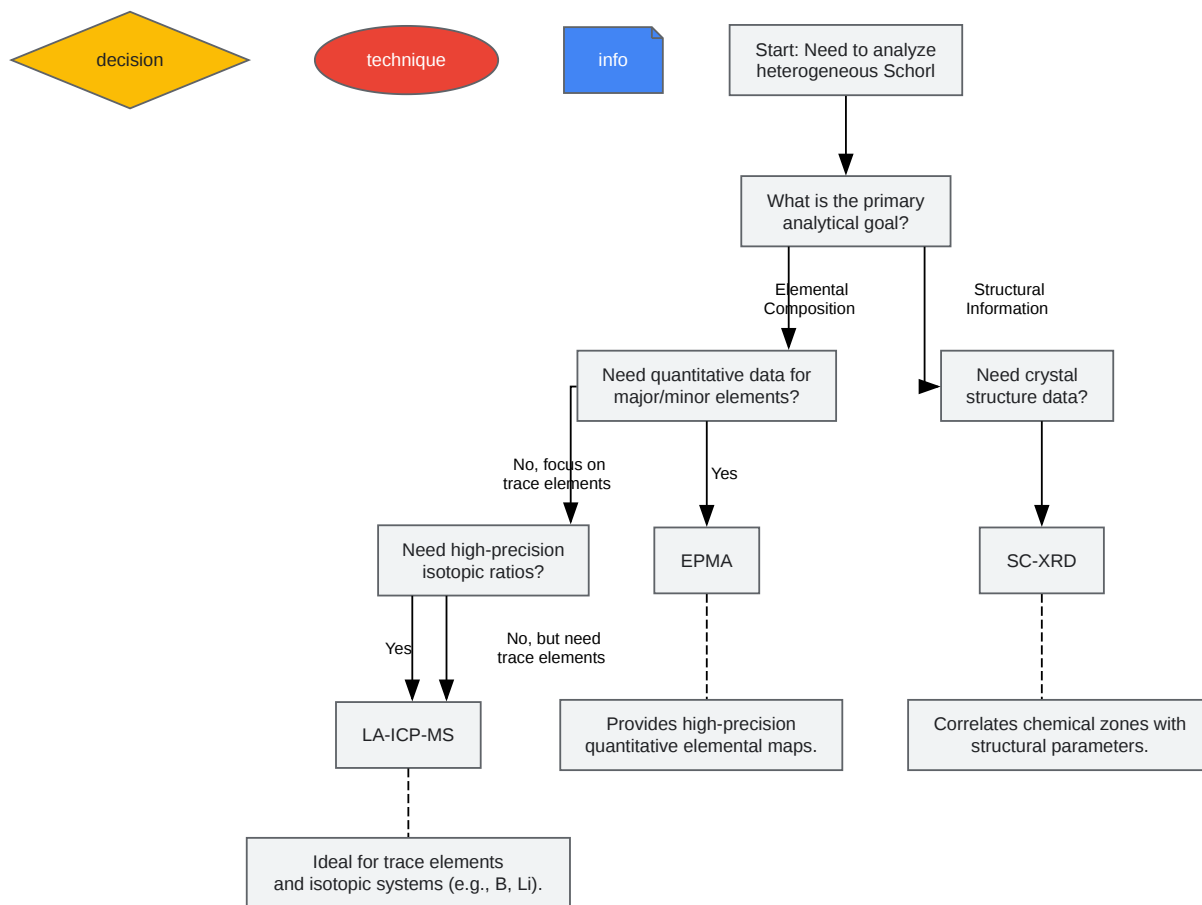 decision
technique
info
Start: Need to analyze
heterogeneous Schorl
What is the primary
analytical goal?
Elemental
Composition
Structural
Information
Need quantitative data for
major/minor elements?
Need crystal
structure data?
No, focus on
trace elements
Yes
Need high-precision
isotopic ratios?
EPMA
SC-XRD
Yes
No, but need
trace elements
LA-ICP-MS
Provides high-precision
quantitative elemental maps.
Correlates chemical zones with
structural parameters.
Ideal for trace elements
and isotopic systems (e.g., B, Li).